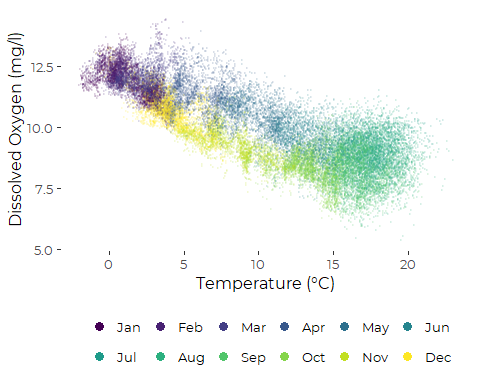 Dissolved Oxygen (mg/l)
12.5
10.0
7.5
5.0
0 5 10 15 20
Temperature (ºC)
Jan Feb Mar Apr May Jun
Jul Aug Sep Oct Nov Dec